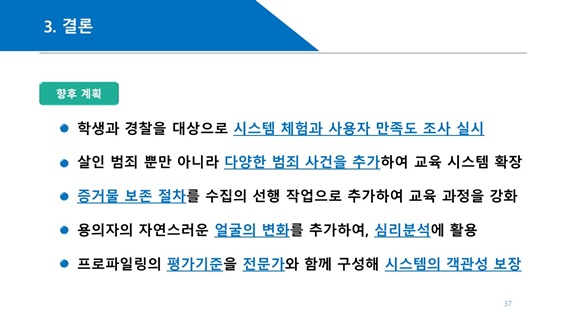 3. 결론
향후 계획
학생과 경찰을 대상으로 시스템 체험과 사용자 만족도 조사 실시
살인 범죄 뿐만 아니라 다양한 범죄 사건을 추가하여 교육 시스템 확장
증거물 보존 절차를 수집의 선행 작업으로 추가하여 교육 과정을 강화
용의자의 자연스러운 얼굴의 변화를 추가하여, 심리분석에 활용
프로파일링의 평가기준을 전문가와 함께 구성해 시스템의 객관성 보장
37